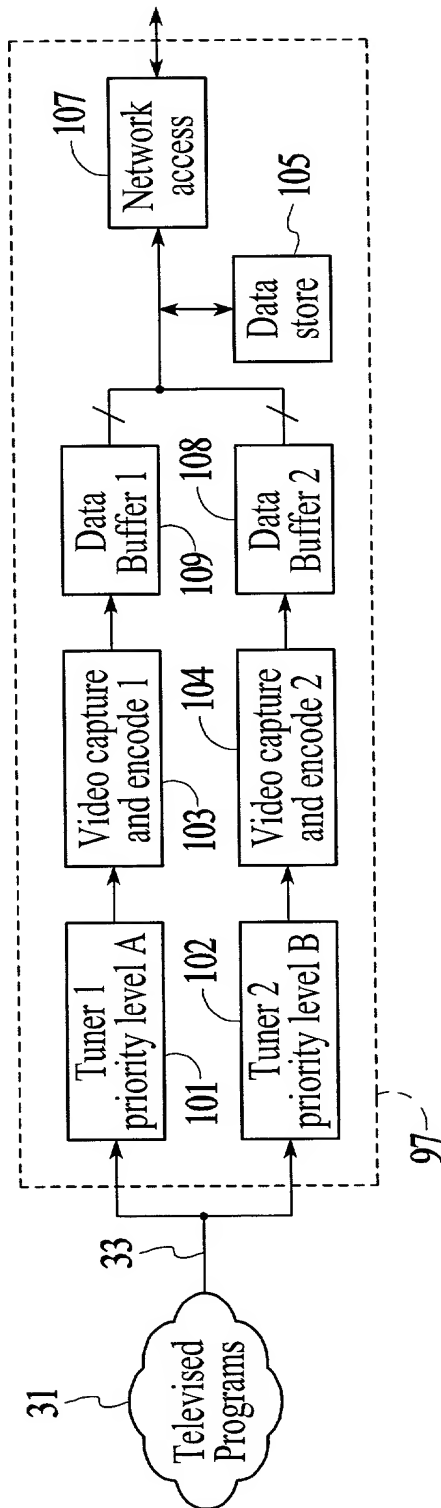 31
Televised
Programs
33
97
Tuner 1
priority level A
101
102
Tuner 2
priority level B
Video capture
and encode 1
103
104
Video capture
and encode 2
Data
Buffer 1
109
108
Data
Buffer 2
107
Network
access
105
Data
store